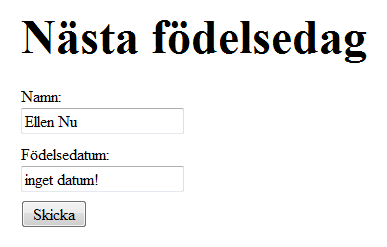 Nästa födelsedag
Namn:
Ellen Nu
Födelsedatum:
inget datum!
Skicka